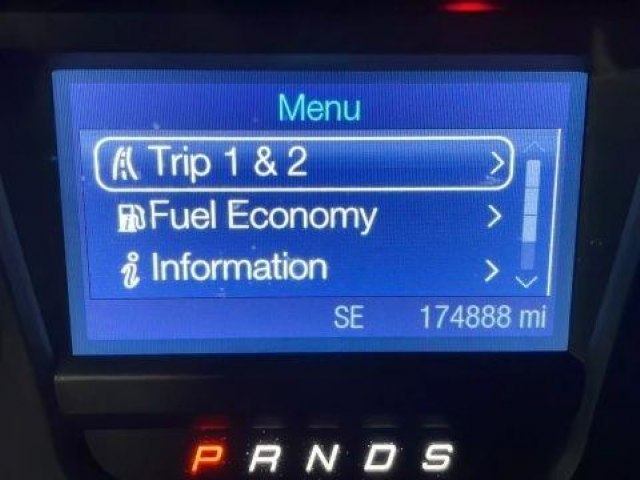 Menu
Trip 1 & 2
Fuel Economy
Information
SE 174888 mi
P R N D S